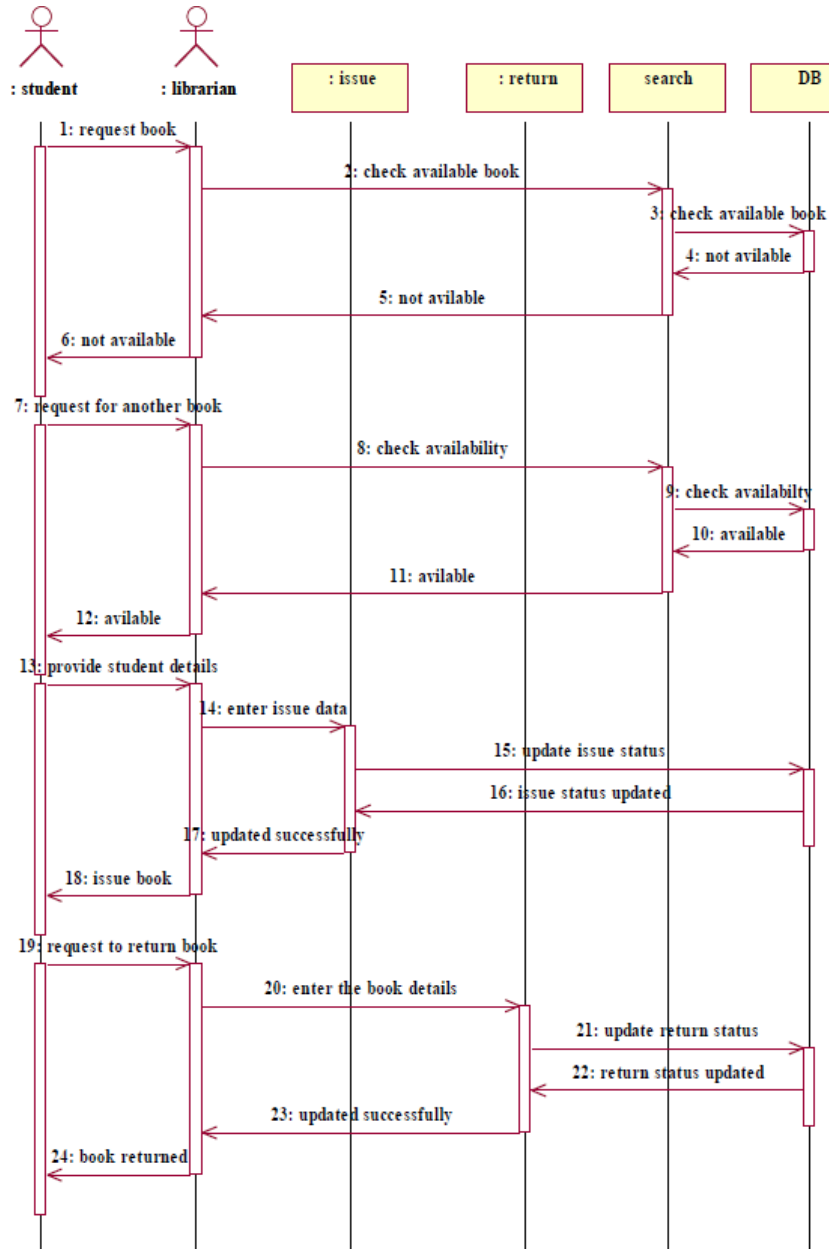 : student
: librarian
: issue
: return
search
DB
1: request book
2: check available book
3: check available book
4: not avilable
5: not avilable
6: not available
7: request for another book
8: check availability
9: check availabilty
10: available
11: avilable
12: avilable
13: provide student details
14: enter issue data
15: update issue status
16: issue status updated
17: updated successfully
18: issue book
19: request to return book
20: enter the book details
21: update return status
22: return status updated
23: updated successfully
24: book returned